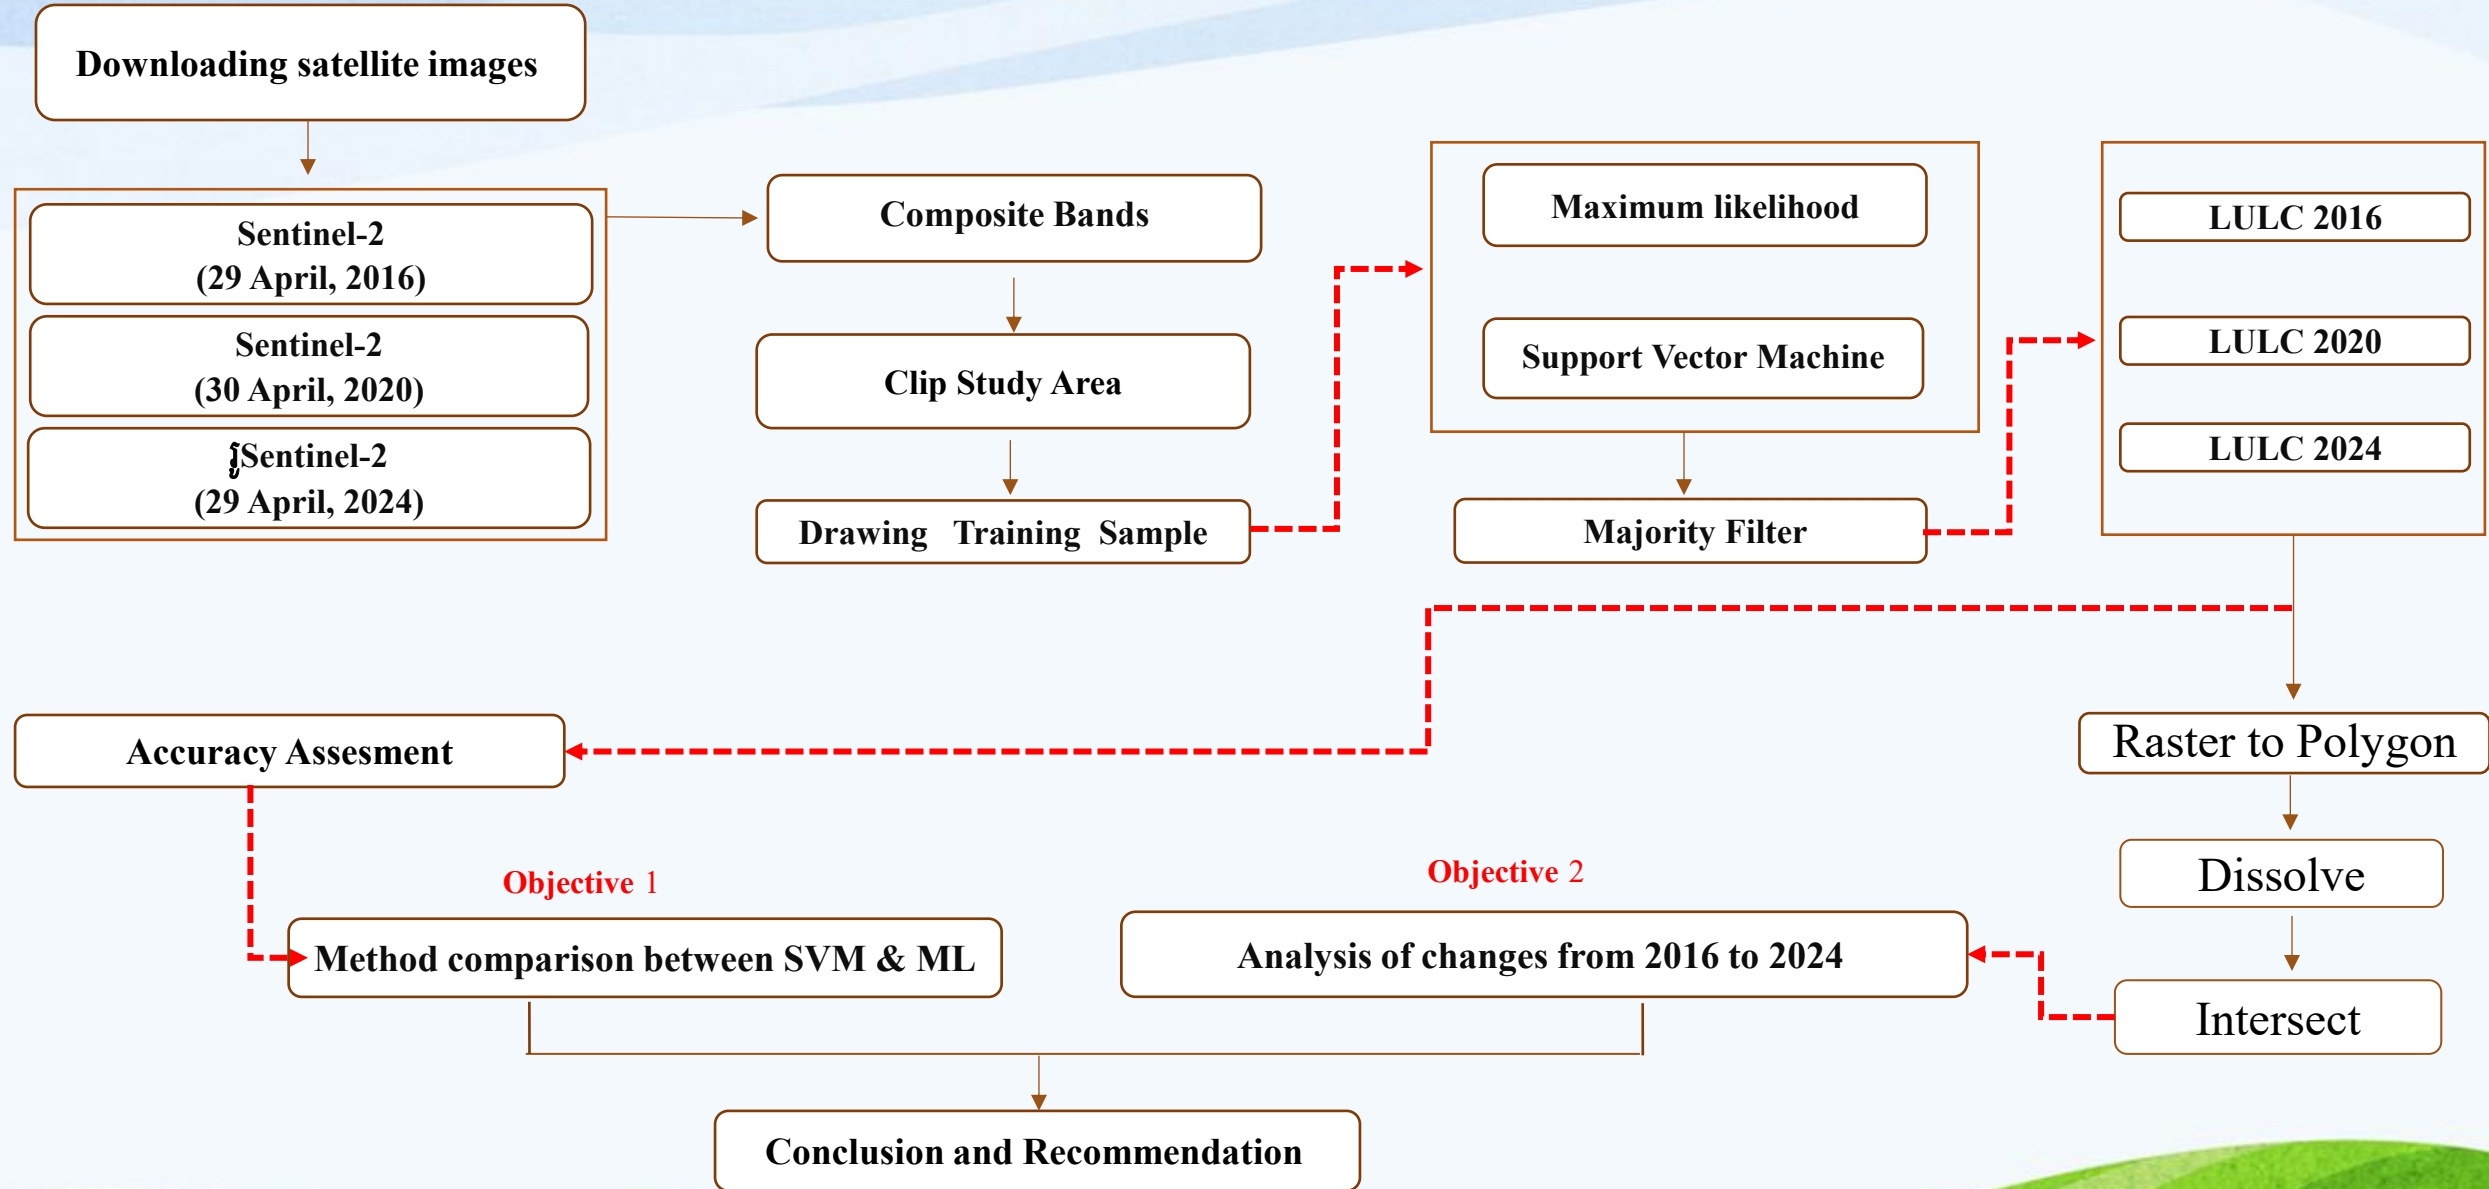 Downloading satellite images
Sentinel-2
(29 April, 2016)
Sentinel-2
(30 April, 2020)
Sentinel-2
(29 April, 2024)
Composite Bands
Clip Study Area
Drawing Training Sample
Maximum likelihood
Support Vector Machine
Majority Filter
LULC 2016
LULC 2020
LULC 2024
Raster to Polygon
Dissolve
Intersect
Accuracy Assesment
Objective 1
Method comparison between SVM & ML
Objective 2
Analysis of changes from 2016 to 2024
Conclusion and Recommendation